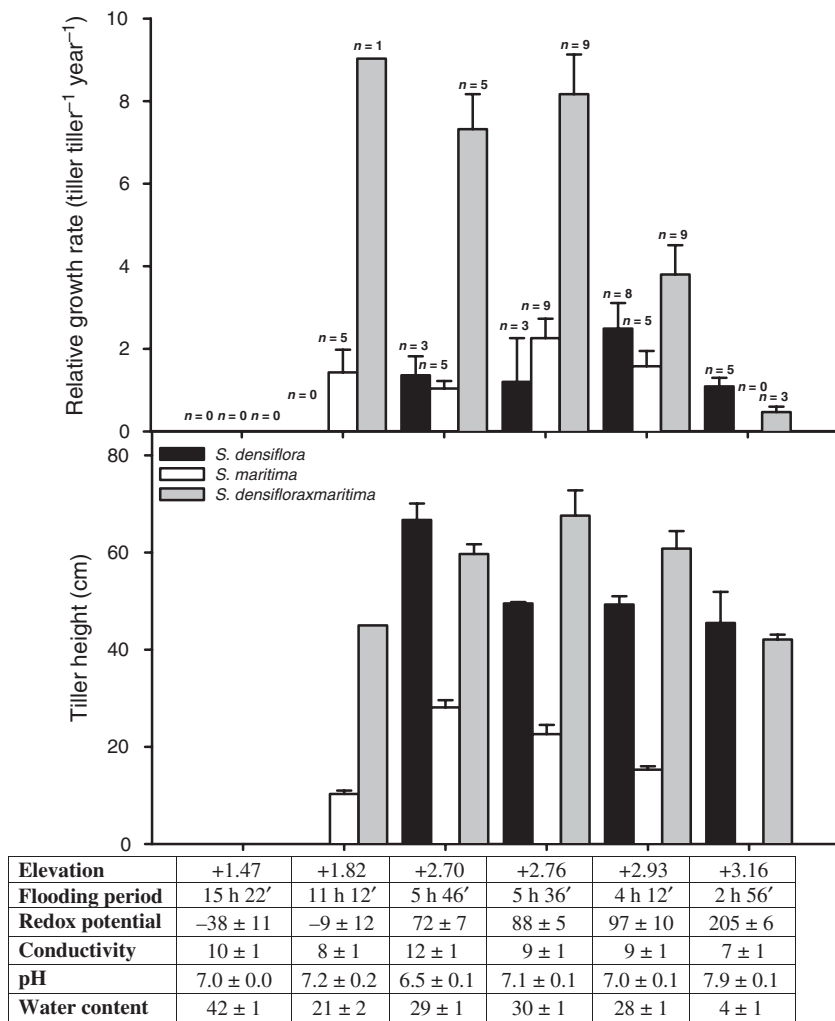 10
n=1
n=9
n=5
8
6
n=9
4
n=8
n=9
n=5
n=3
n=3
n=5
n=5
2
n=5
n=0
n=0
n=3
n=0 n=0 n=0
0
Relative growth rate (tiller tiller⁻¹ year⁻¹)
80
S. densiflora
S. maritima
S. densifloraxmaritima
60
40
20
0
Tiller height (cm)
Elevation +1.47 +1.82 +2.70 +2.76 +2.93 +3.16
Flooding period 15 h 22′ 11 h 12′ 5 h 46′ 5 h 36′ 4 h 12′ 2 h 56′
Redox potential –38 ± 11 –9 ± 12 72 ± 7 88 ± 5 97 ± 10 205 ± 6
Conductivity 10 ± 1 8 ± 1 12 ± 1 9 ± 1 9 ± 1 7 ± 1
pH 7.0 ± 0.0 7.2 ± 0.2 6.5 ± 0.1 7.1 ± 0.1 7.0 ± 0.1 7.9 ± 0.1
Water content 42 ± 1 21 ± 2 29 ± 1 30 ± 1 28 ± 1 4 ± 1